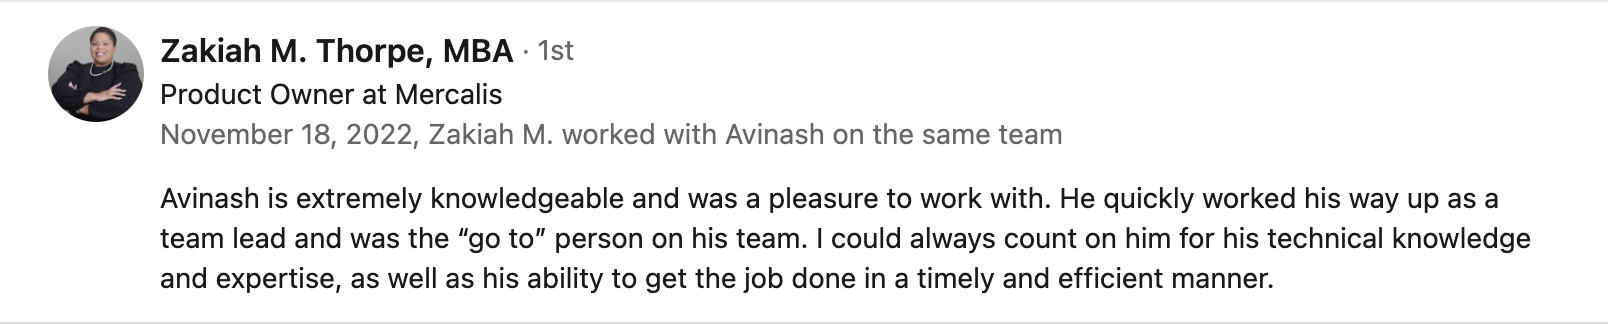 Zakiah M. Thorpe, MBA · 1st
Product Owner at Mercalis
November 18, 2022, Zakiah M. worked with Avinash on the same team
Avinash is extremely knowledgeable and was a pleasure to work with. He quickly worked his way up as a
team lead and was the “go to” person on his team. I could always count on him for his technical knowledge
and expertise, as well as his ability to get the job done in a timely and efficient manner.